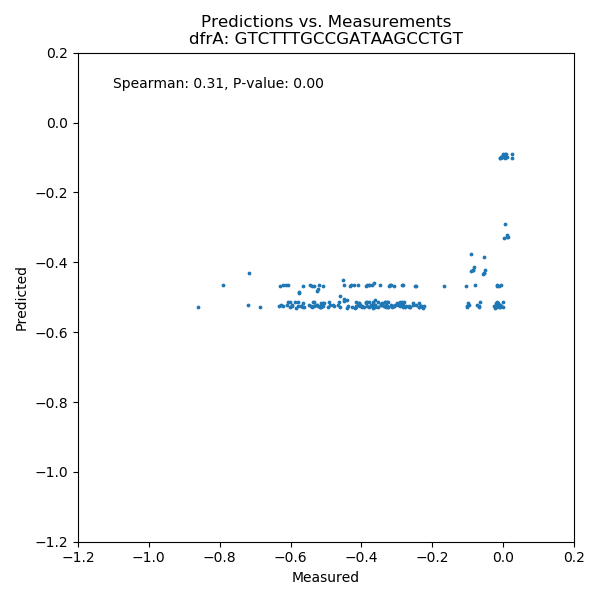 Predictions vs. Measurements
dfrA: GTCTTTGCCGATAAGCCTGT
Spearman: 0.31, P-value: 0.00
0.2
0.0
−0.2
−0.4
−0.6
−0.8
−1.0
−1.2
Predicted
−1.2 −1.0 −0.8 −0.6 −0.4 −0.2 0.0 0.2
Measured